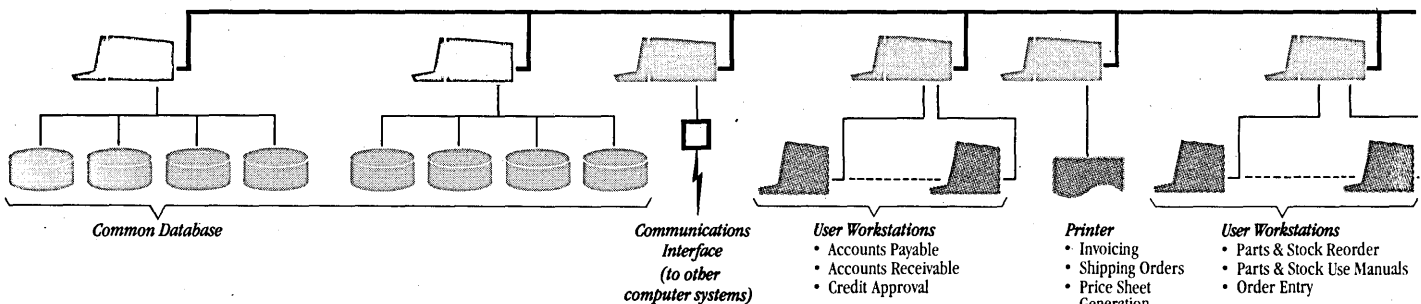 Common Database
Communications
Interface
(to other
computer systems)
User Workstations
• Accounts Payable
• Accounts Receivable
• Credit Approval
Printer
• Invoicing
• Shipping Orders
• Price Sheet
Generation
User Workstations
• Parts & Stock Reorder
• Parts & Stock Use Manuals
• Order Entry